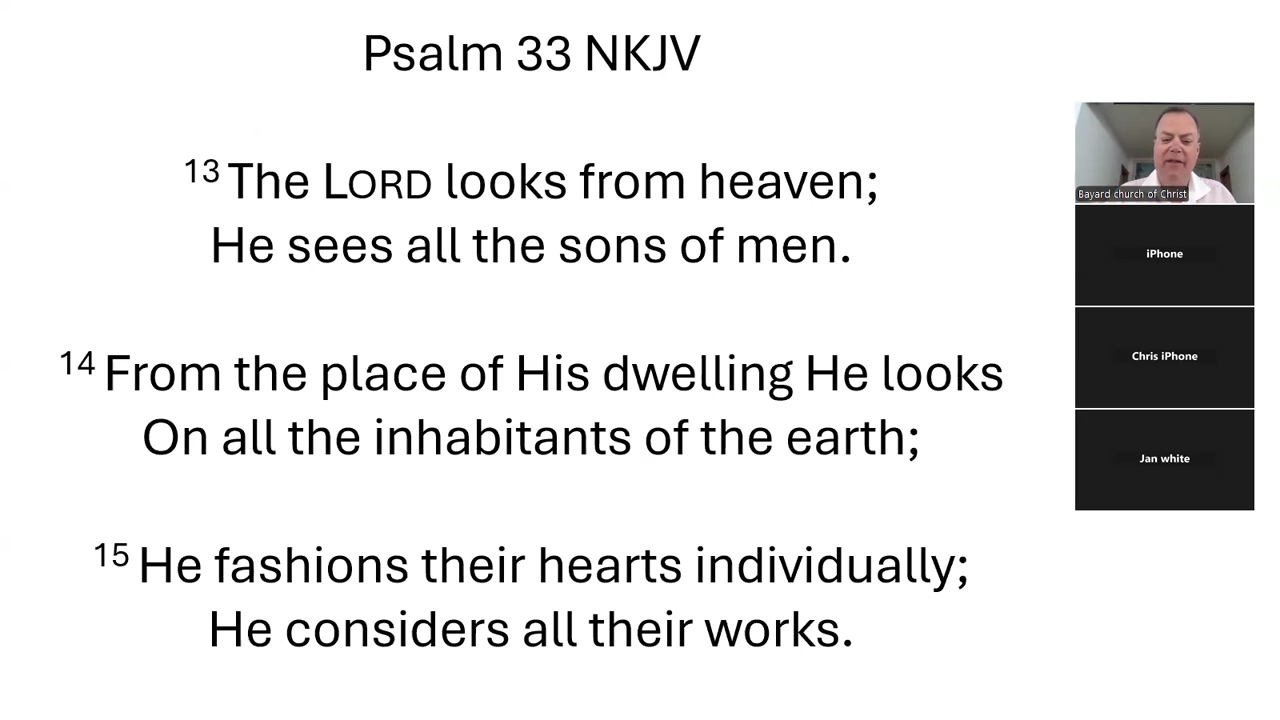 Psalm 33 NKJV
13 The LORD looks from heaven;
He sees all the sons of men.
14 From the place of His dwelling He looks
On all the inhabitants of the earth;
15 He fashions their hearts individually;
He considers all their works.
Bayard church of Christ
iPhone
Chris iPhone
Jan white